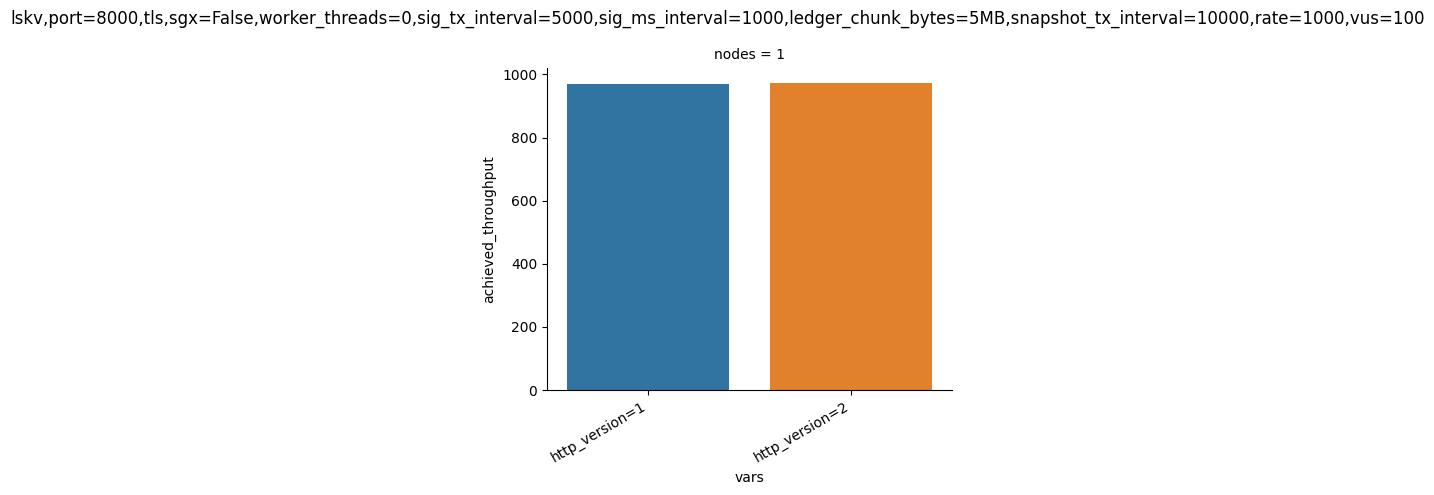 lskv,port=8000,tls,sgx=False,worker_threads=0,sig_tx_interval=5000,sig_ms_interval=1000,ledger_chunk_bytes=5MB,snapshot_tx_interval=10000,rate=1000,vus=100
nodes = 1
1000
800
600
400
200
0
achieved_throughput
http_version=1
http_version=2
vars